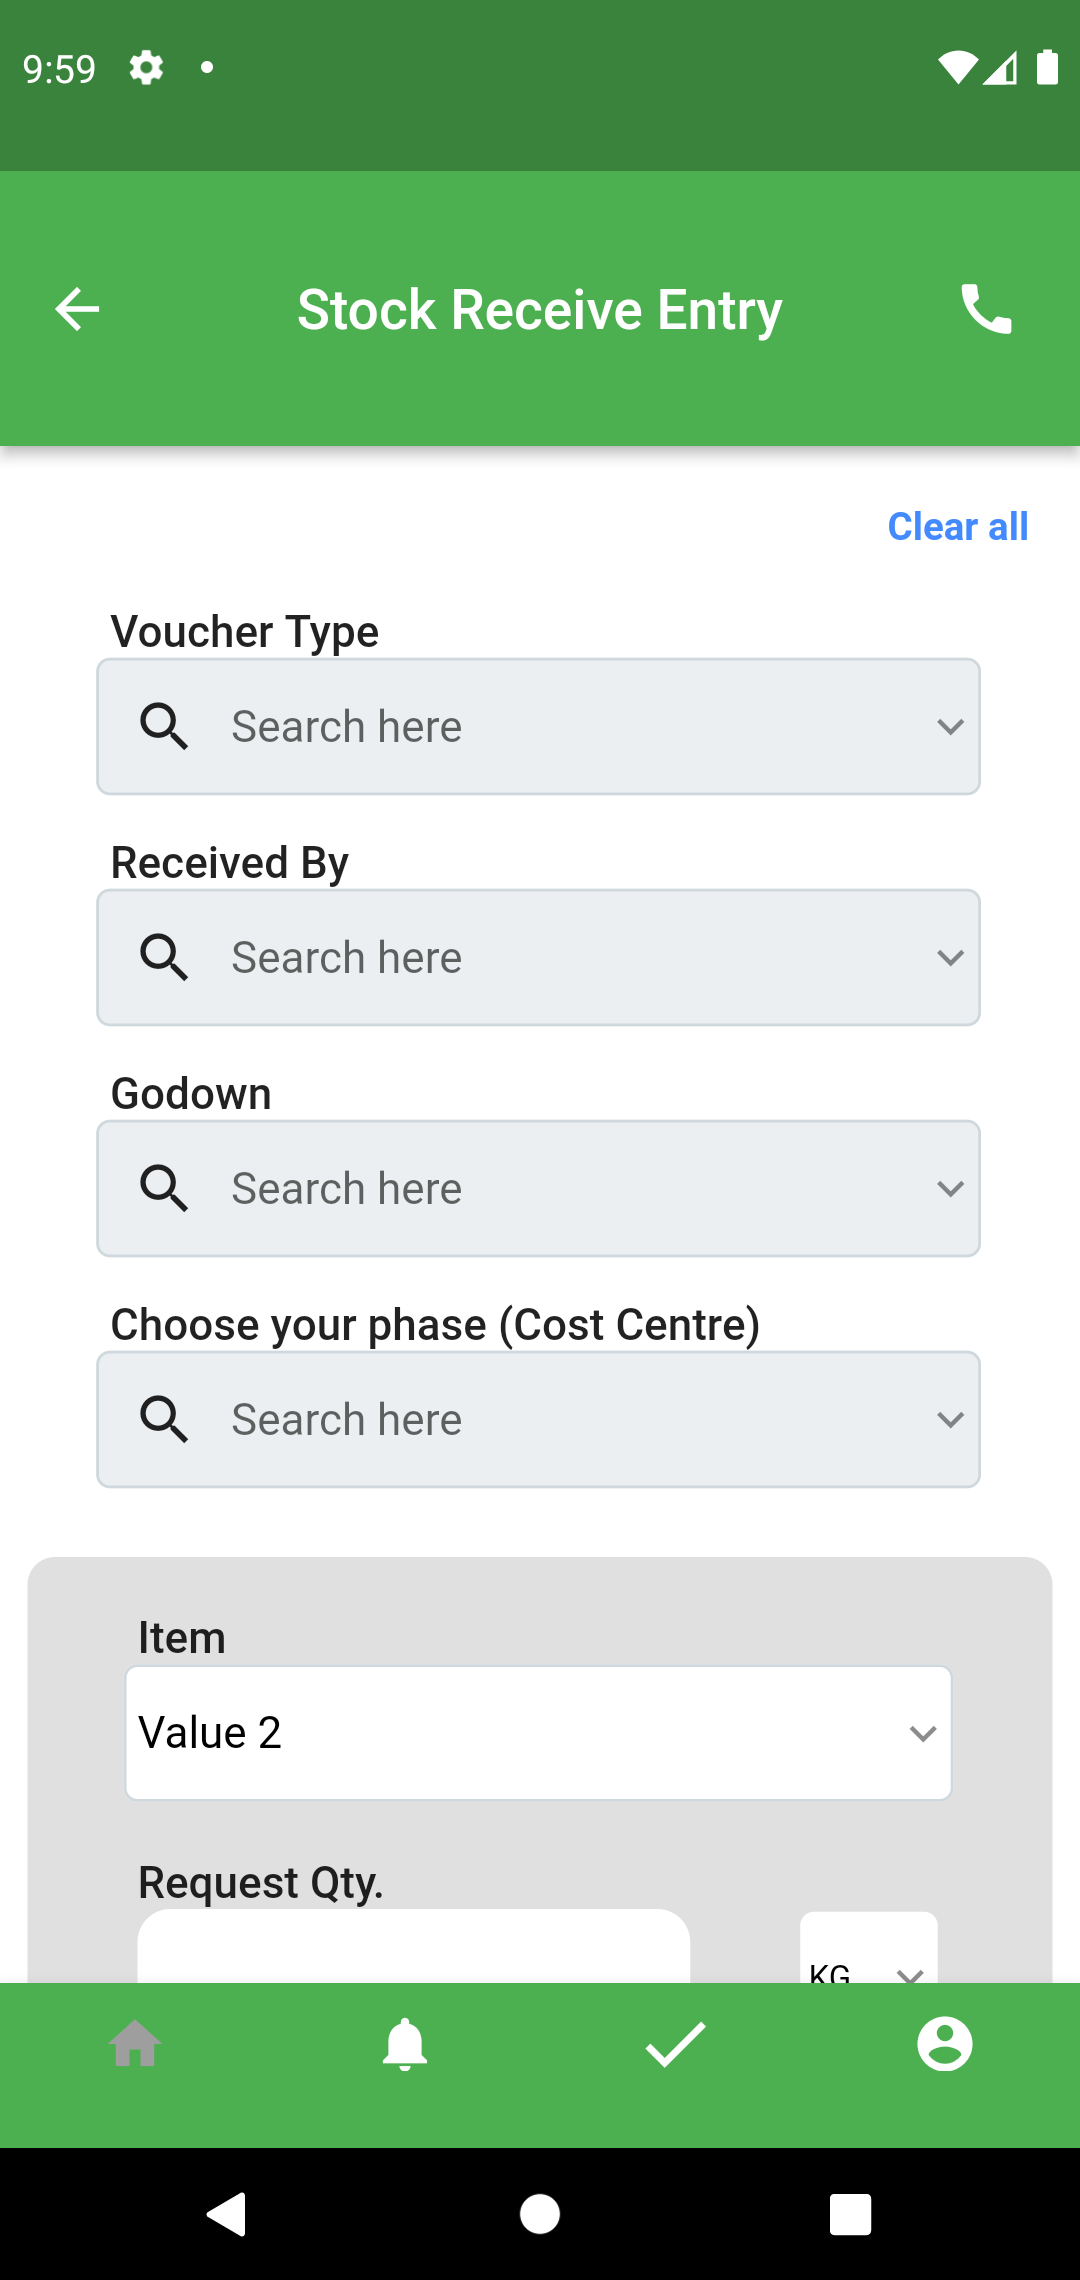 9:59
Stock Receive Entry
Clear all
Voucher Type
Search here
Received By
Search here
Godown
Search here
Choose your phase (Cost Centre)
Search here
Item
Value 2
Request Qty.
KG